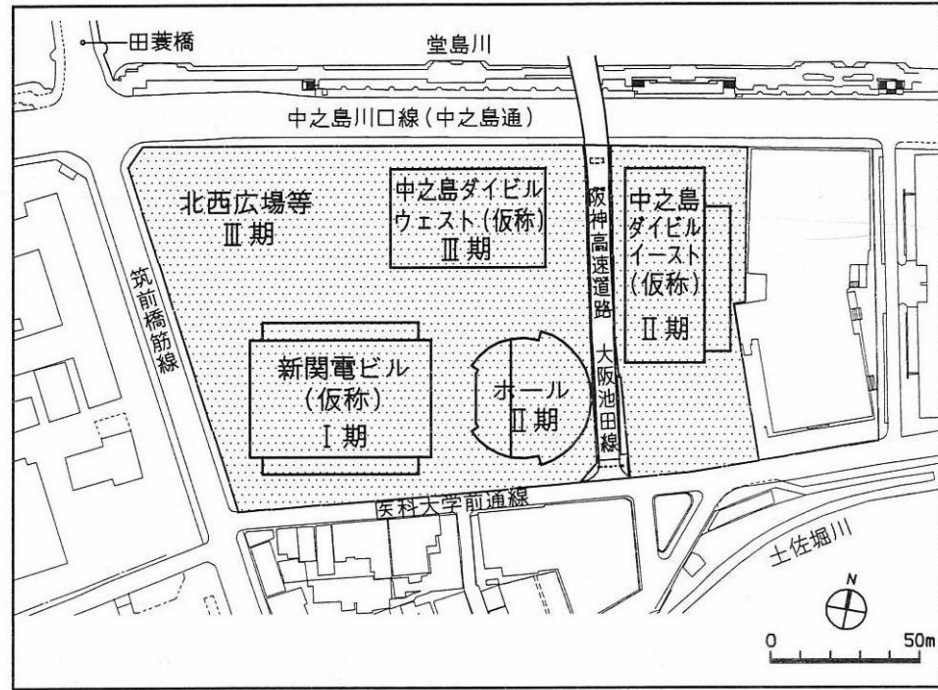 田蓑橋
堂島川
中之島川口線(中之島通)
北西広場等
Ⅲ期
中之島ダイビル
ウェスト(仮称)
Ⅲ期
阪神高速道路
大阪池田線
中之島
ダイビル
イースト
(仮称)
Ⅱ期
筑前橋筋線
新関電ビル
(仮称)
Ⅰ期
ホール
Ⅱ期
医科大学前通線
土佐堀川
N
0
50m